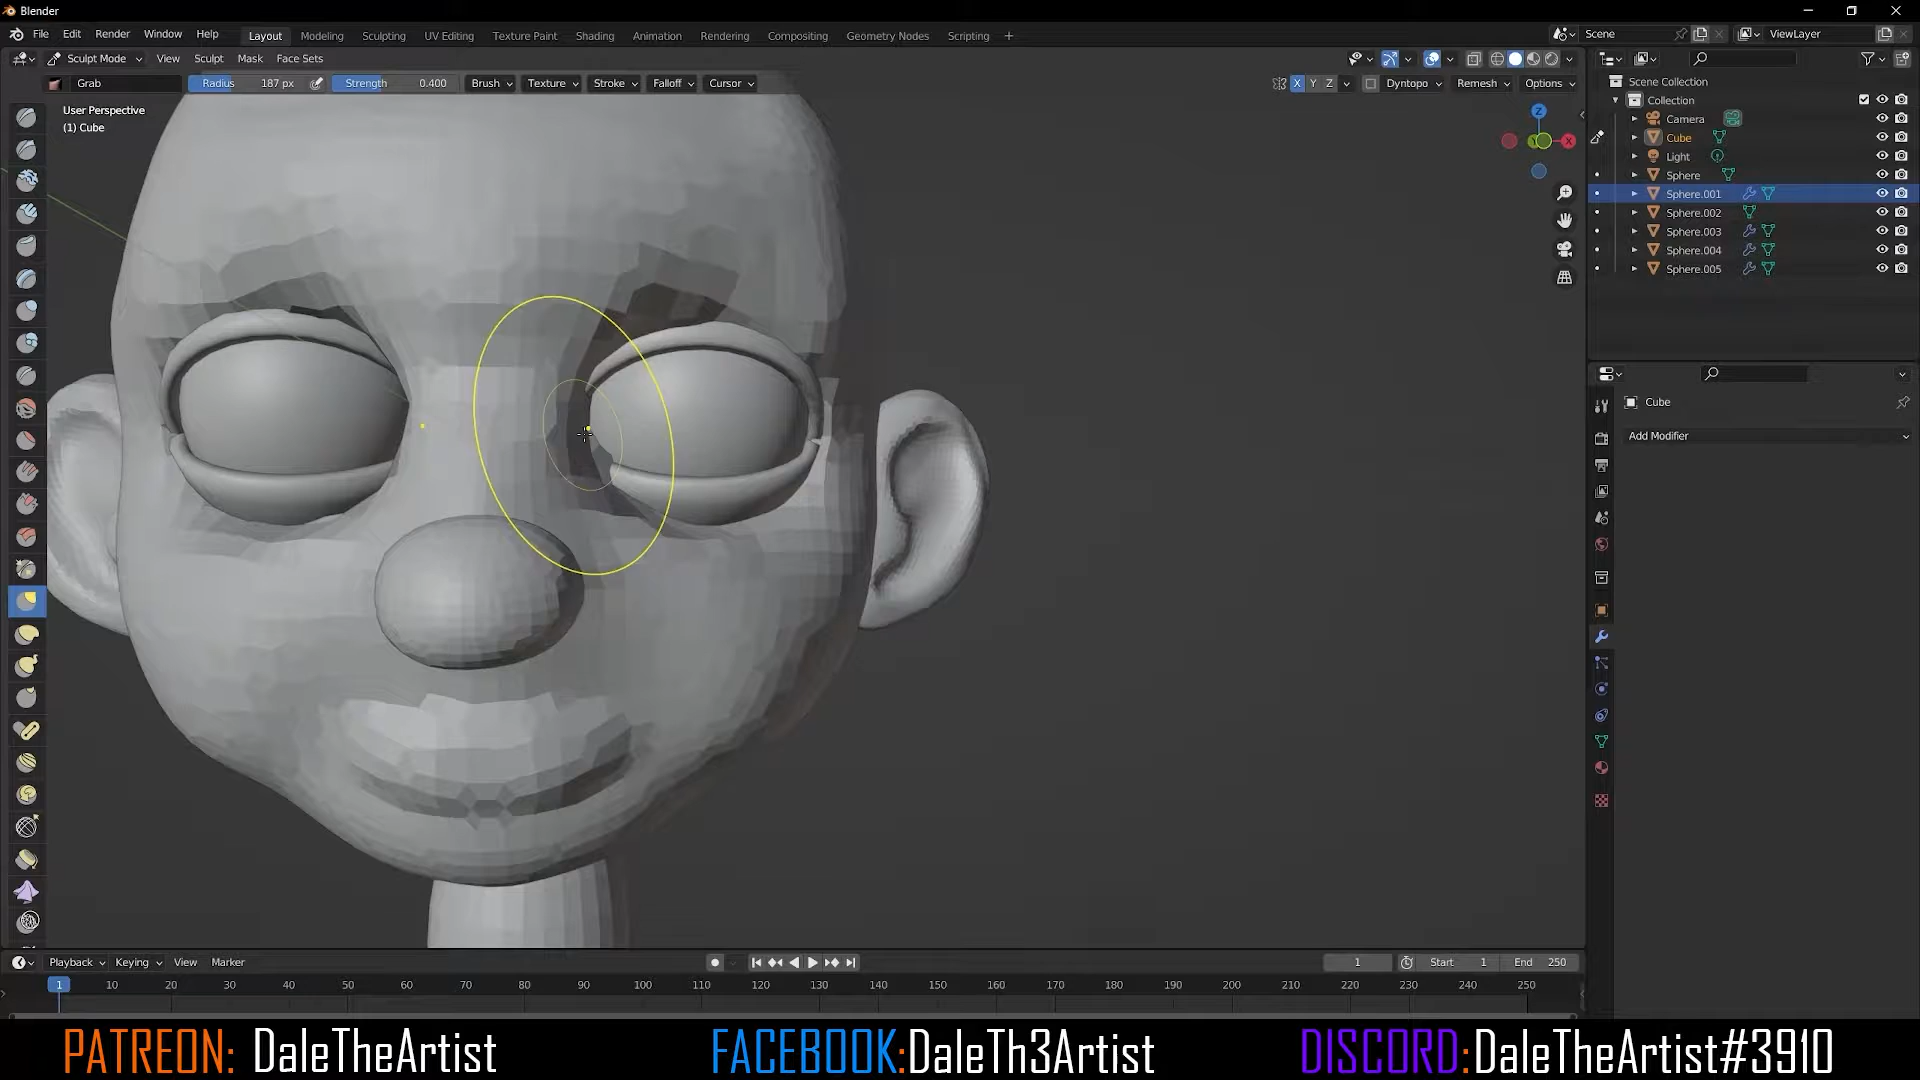 Blender
File Edit Render Window Help Layout Modeling Sculpting UV Editing Texture Paint Shading Animation Rendering Compositing Geometry Nodes Scripting + Scene ViewLayer
Sculpt Mode View Sculpt Mask Face Sets
Grab Radius 187 px Strength 0.400 Brush Texture Stroke Falloff Cursor X Y Z Dyntopo Remesh Options
User Perspective
(1) Cube
Z
X
Scene Collection
Collection
Camera
Cube
Light
Sphere
Sphere.001
Sphere.002
Sphere.003
Sphere.004
Sphere.005
Cube
Add Modifier
Playback Keying View Marker 1 Start 1 End 250
1 10 20 30 40 50 60 70 80 90 100 110 120 130 140 150 160 170 180 190 200 210 220 230 240 250
PATREON: DaleTheArtist FACEBOOK:DaleTh3Artist DISCORD:DaleTheArtist#3910